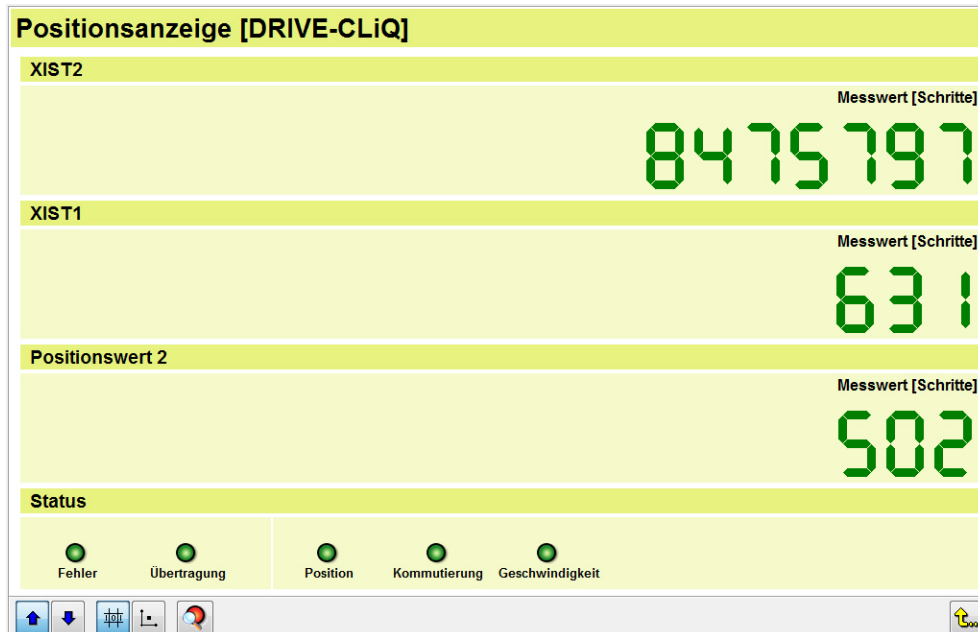 Positionsanzeige [DRIVE-CLiQ]
XIST2
Messwert [Schritte]
8475797
XIST1
Messwert [Schritte]
631
Positionswert 2
Messwert [Schritte]
502
Status
Fehler Übertragung Position Kommutierung Geschwindigkeit